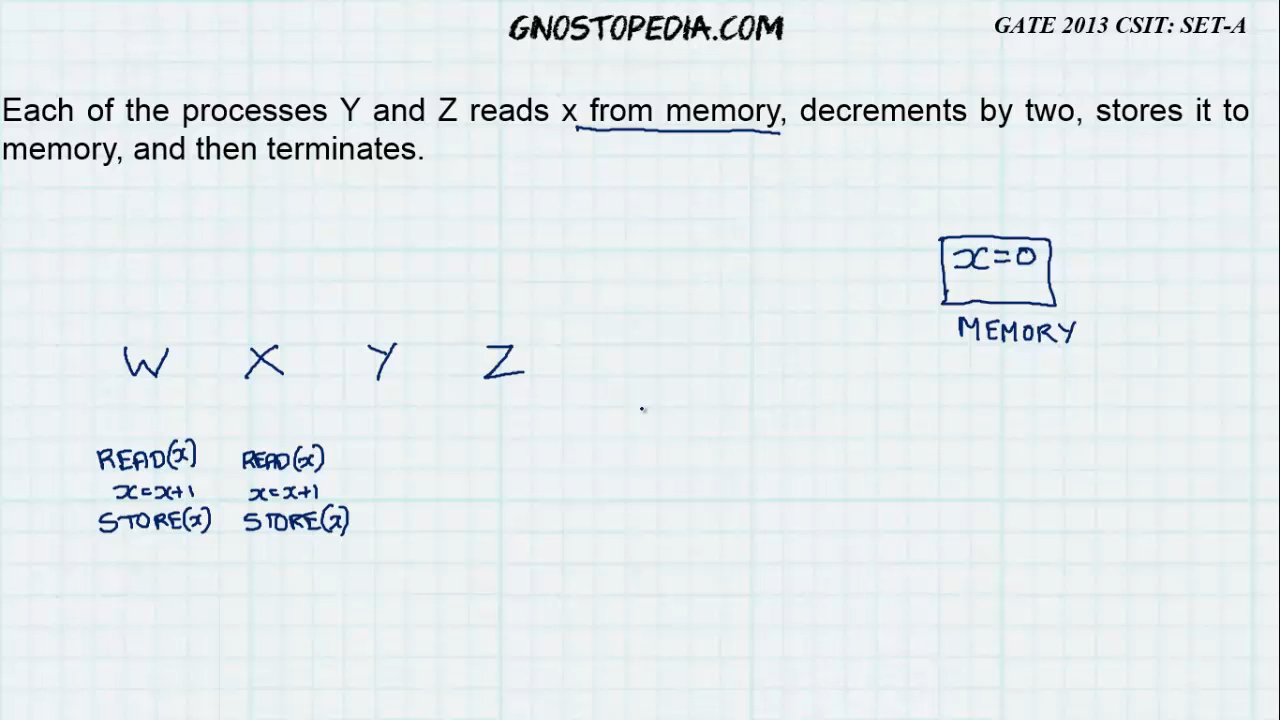 GNOSTOPEDIA.COM
GATE 2013 CSIT: SET-A
Each of the processes Y and Z reads x from memory, decrements by two, stores it to
memory, and then terminates.
x=0
MEMORY
W X Y Z
READ(x) READ(x)
x=x+1 x=x+1
STORE(x) STORE(x)